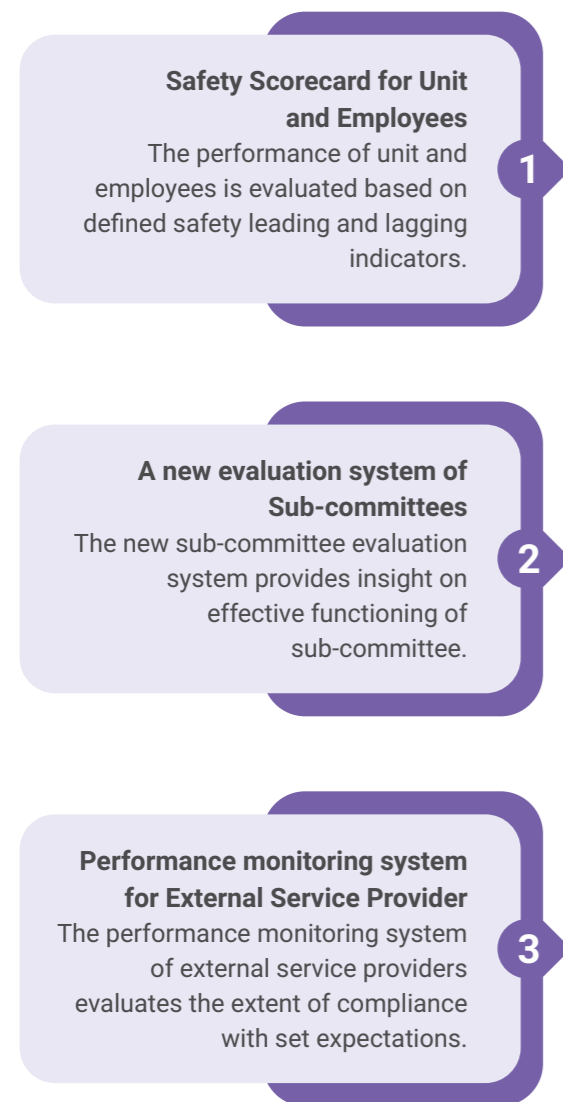 Safety Scorecard for Unit
and Employees
The performance of unit and
employees is evaluated based on
defined safety leading and lagging
indicators.
1
A new evaluation system of
Sub-committees
The new sub-committee evaluation
system provides insight on
effective functioning of
sub-committee.
2
Performance monitoring system
for External Service Provider
The performance monitoring system
of external service providers
evaluates the extent of compliance
with set expectations.
3